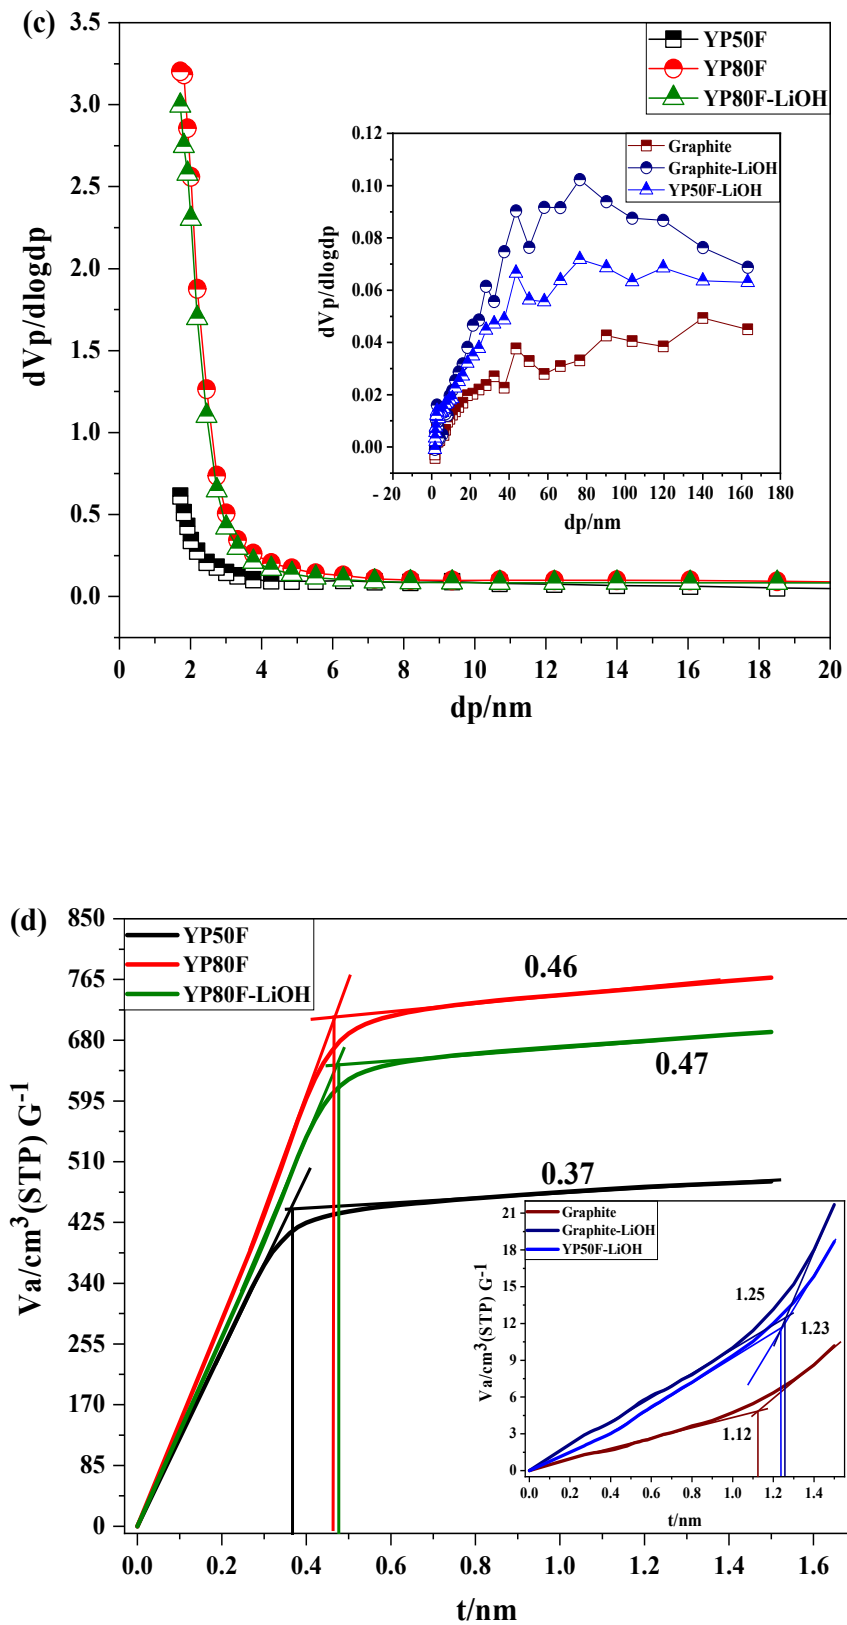 (c)
3.5
3.0
2.5
2.0
1.5
1.0
0.5
0.0
dVp/dlogdp
YP50F
YP80F
YP80F-LiOH
0.12
0.10
0.08
0.06
0.04
0.02
0.00
dVp/dlogdp
Graphite
Graphite-LiOH
YP50F-LiOH
-20 0 20 40 60 80 100 120 140 160 180
dp/nm
0 2 4 6 8 10 12 14 16 18 20
dp/nm
(d)
850
765
680
595
510
425
340
255
170
85
0
Va/cm³(STP) G⁻¹
YP50F
YP80F
YP80F-LiOH
0.46
0.47
0.37
21
18
15
12
9
6
3
0
Va/cm³(STP) G⁻¹
Graphite
Graphite-LiOH
YP50F-LiOH
1.25
1.23
1.12
0.0 0.2 0.4 0.6 0.8 1.0 1.2 1.4
t/nm
0.0 0.2 0.4 0.6 0.8 1.0 1.2 1.4 1.6
t/nm